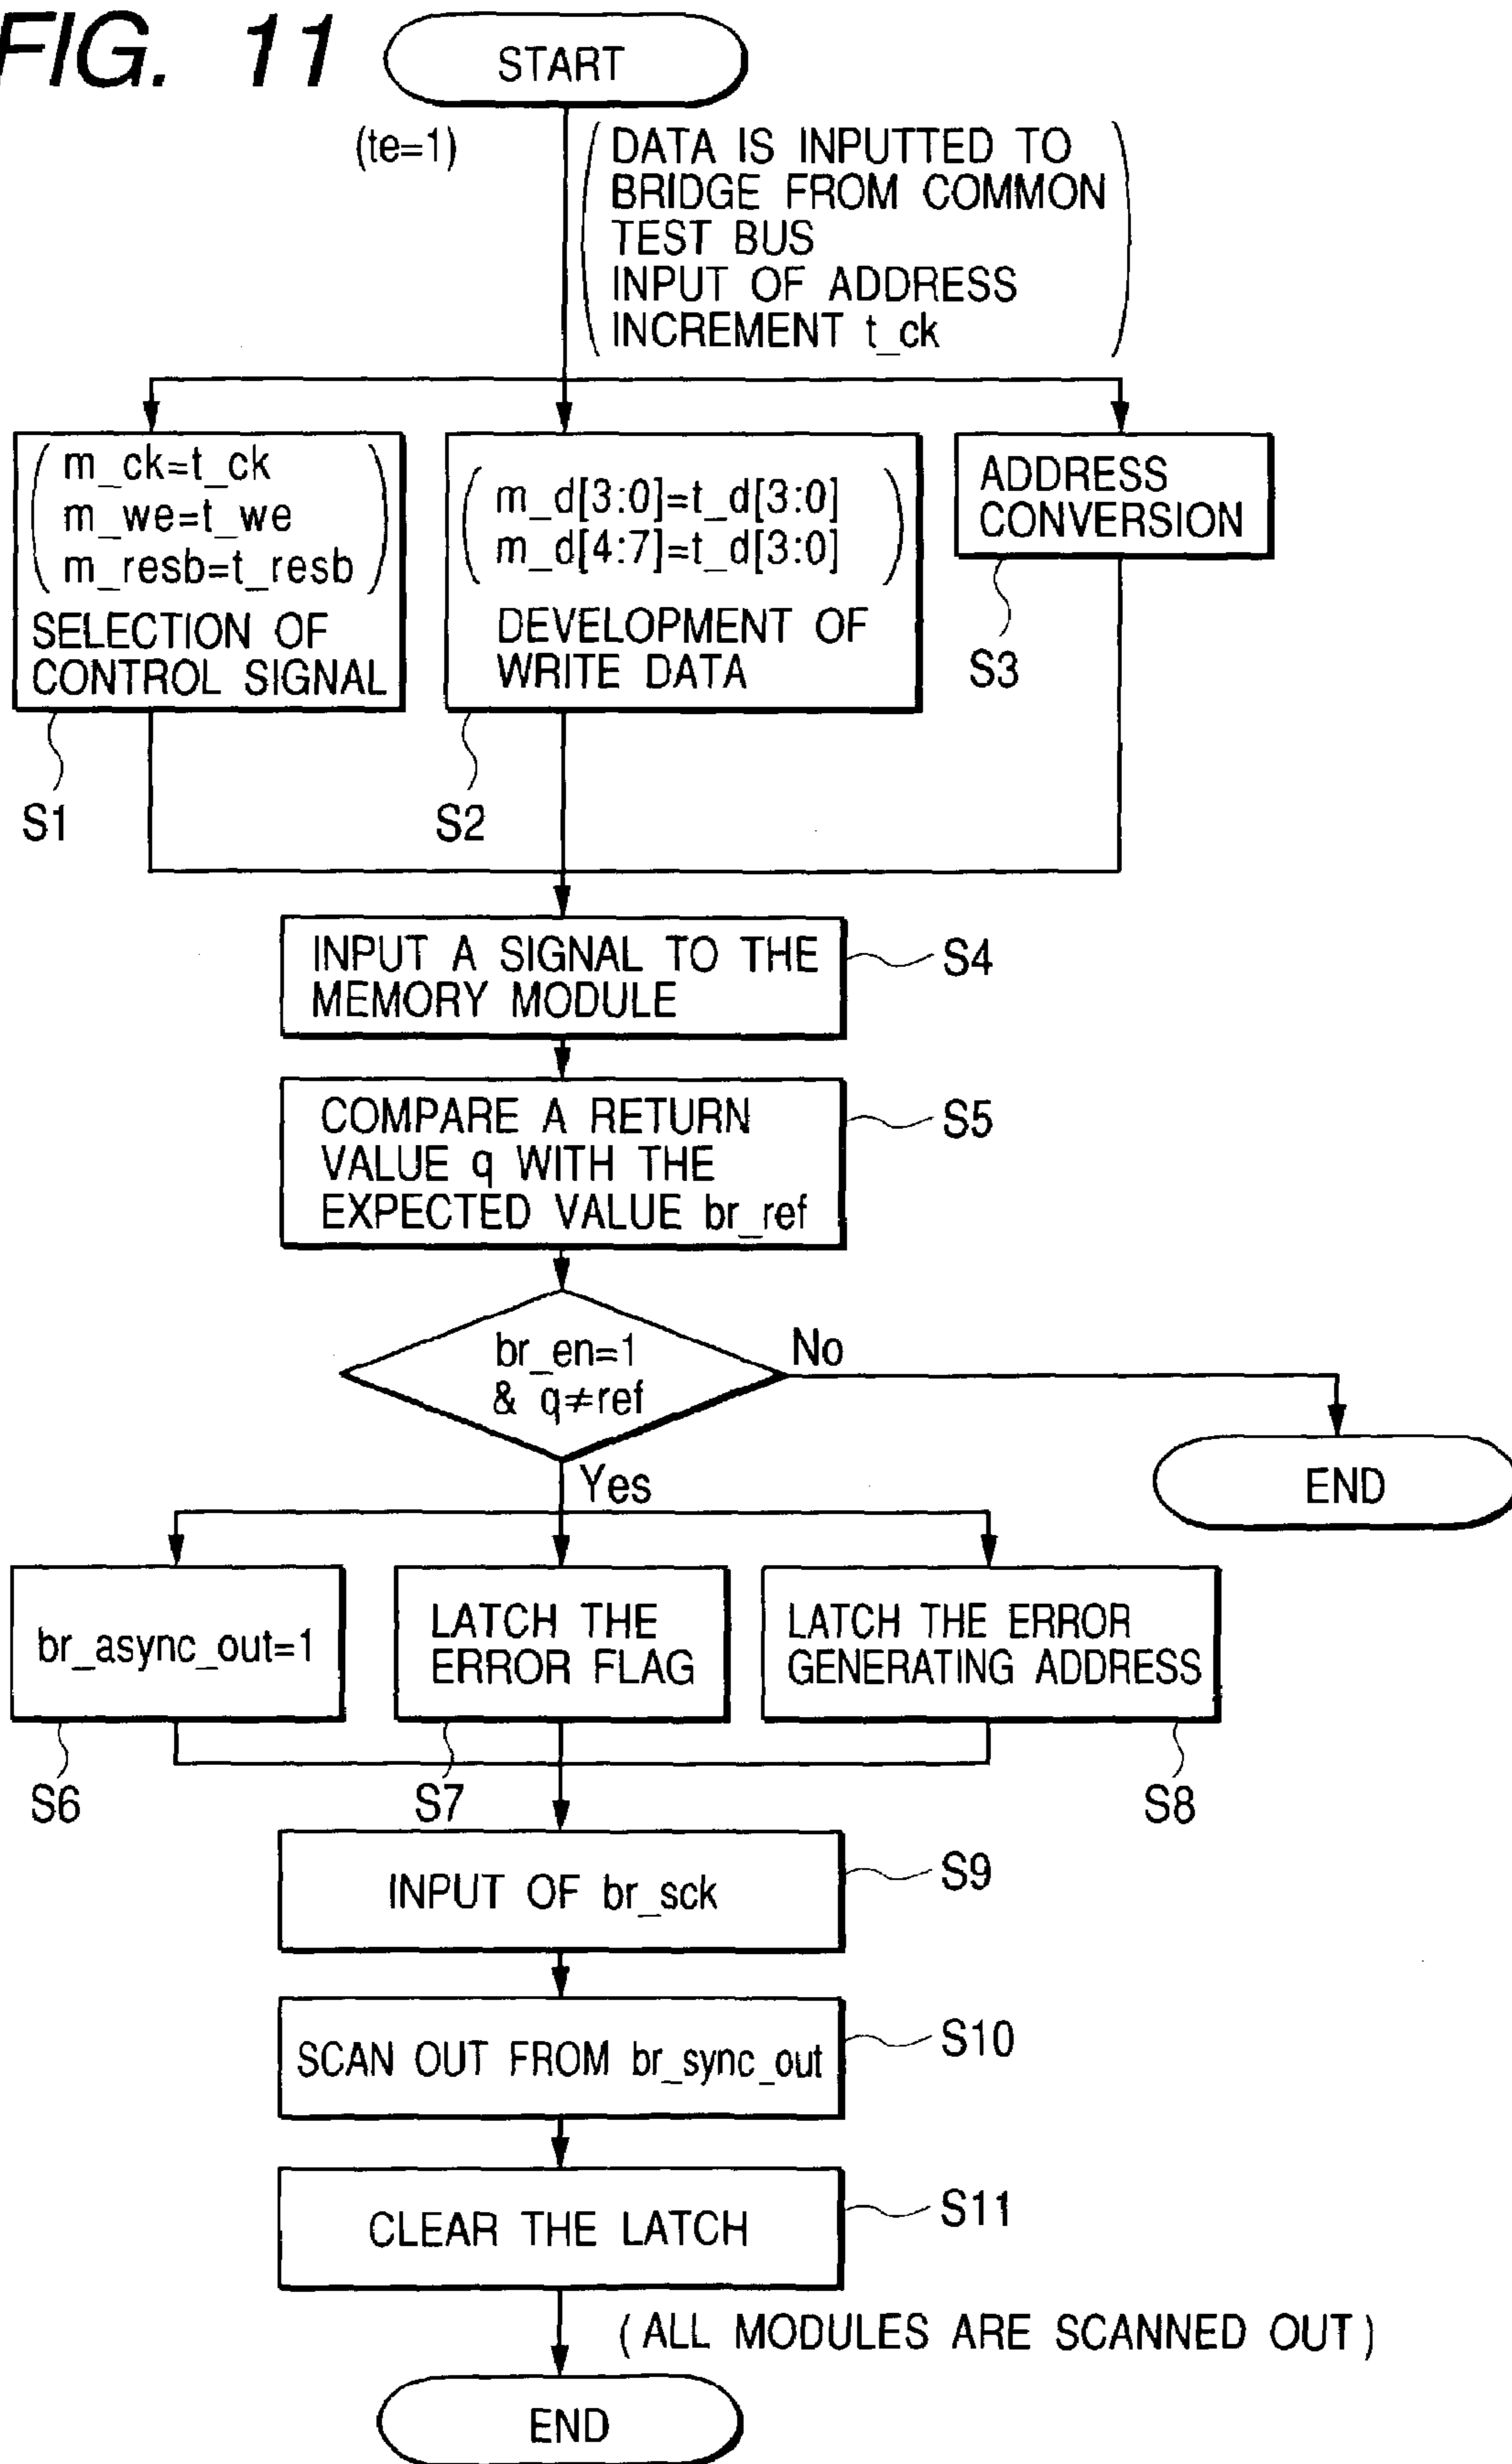 FIG. 11
START
(te=1)
DATA IS INPUTTED TO
BRIDGE FROM COMMON
TEST BUS
INPUT OF ADDRESS
INCREMENT t_ck
m_ck=t_ck
m_we=t_we
m_resb=t_resb
SELECTION OF
CONTROL SIGNAL
S1
m_d[3:0]=t_d[3:0]
m_d[4:7]=t_d[3:0]
DEVELOPMENT OF
WRITE DATA
S2
ADDRESS
CONVERSION
S3
INPUT A SIGNAL TO THE
MEMORY MODULE
S4
COMPARE A RETURN
VALUE q WITH THE
EXPECTED VALUE br_ref
S5
br_en=1
& q≠ref
No
END
Yes
br_async_out=1
S6
LATCH THE
ERROR FLAG
S7
LATCH THE ERROR
GENERATING ADDRESS
S8
INPUT OF br_sck
S9
SCAN OUT FROM br_sync_out
S10
CLEAR THE LATCH
S11
(ALL MODULES ARE SCANNED OUT)
END